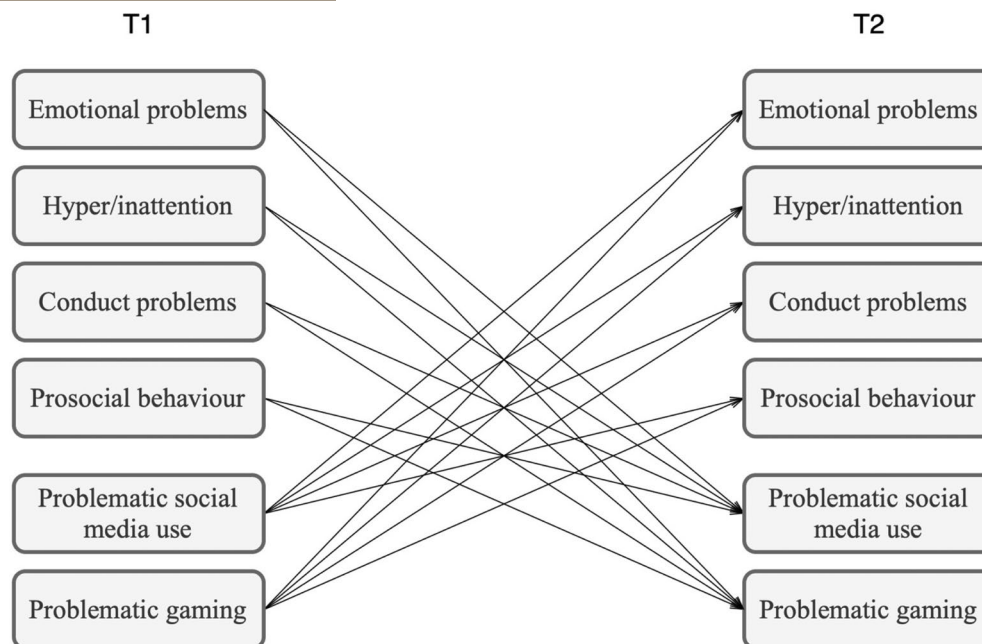 T1
T2
Emotional problems
Emotional problems
Hyper/inattention
Hyper/inattention
Conduct problems
Conduct problems
Prosocial behaviour
Prosocial behaviour
Problematic social
media use
Problematic social
media use
Problematic gaming
Problematic gaming